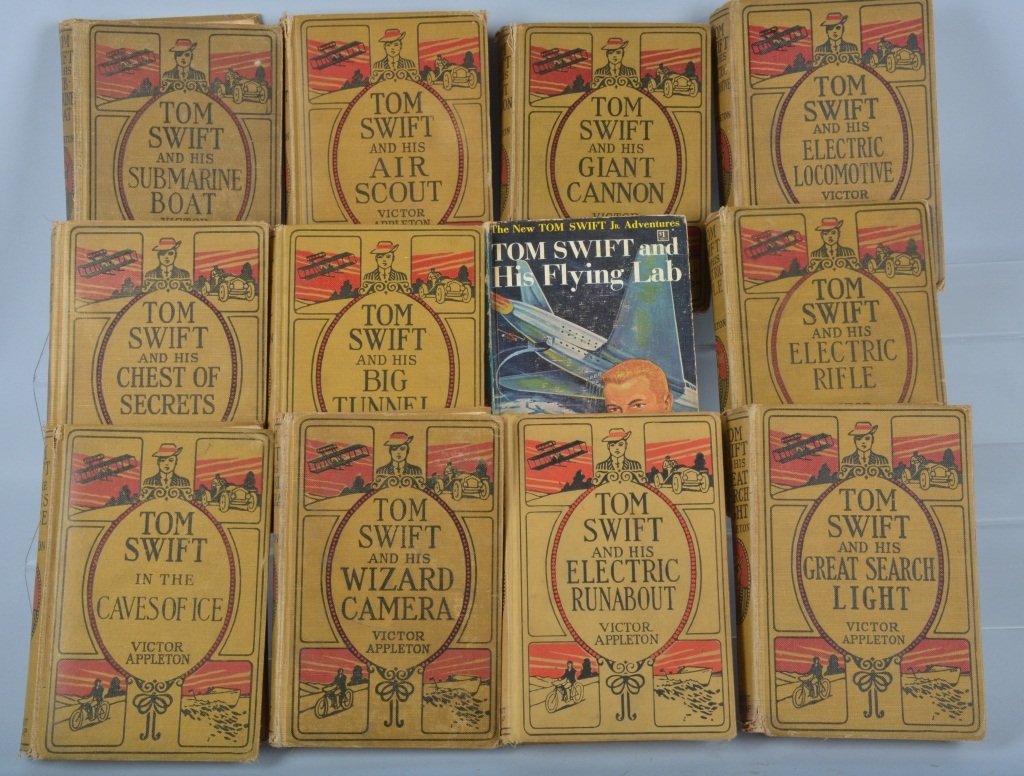 TOM
SWIFT
AND HIS
SUBMARINE
BOAT
VICTOR
TOM
SWIFT
AND HIS
AIR
SCOUT
VICTOR
APPLETON
TOM
SWIFT
AND HIS
GIANT
CANNON
VICTOR
TOM
SWIFT
AND HIS
ELECTRIC
LOCOMOTIVE
VICTOR
TOM
SWIFT
AND HIS
CHEST OF
SECRETS
TOM
SWIFT
AND HIS
BIG
TUNNEL
The New TOM SWIFT Jr. Adventures
1
TOM SWIFT and
His Flying Lab
TOM
SWIFT
AND HIS
ELECTRIC
RIFLE
TOM
SWIFT
IN THE
CAVES OF ICE
VICTOR
APPLETON
TOM
SWIFT
AND HIS
WIZARD
CAMERA
VICTOR
APPLETON
TOM
SWIFT
AND HIS
ELECTRIC
RUNABOUT
VICTOR
APPLETON
TOM
SWIFT
AND HIS
GREAT SEARCH
LIGHT
VICTOR
APPLETON